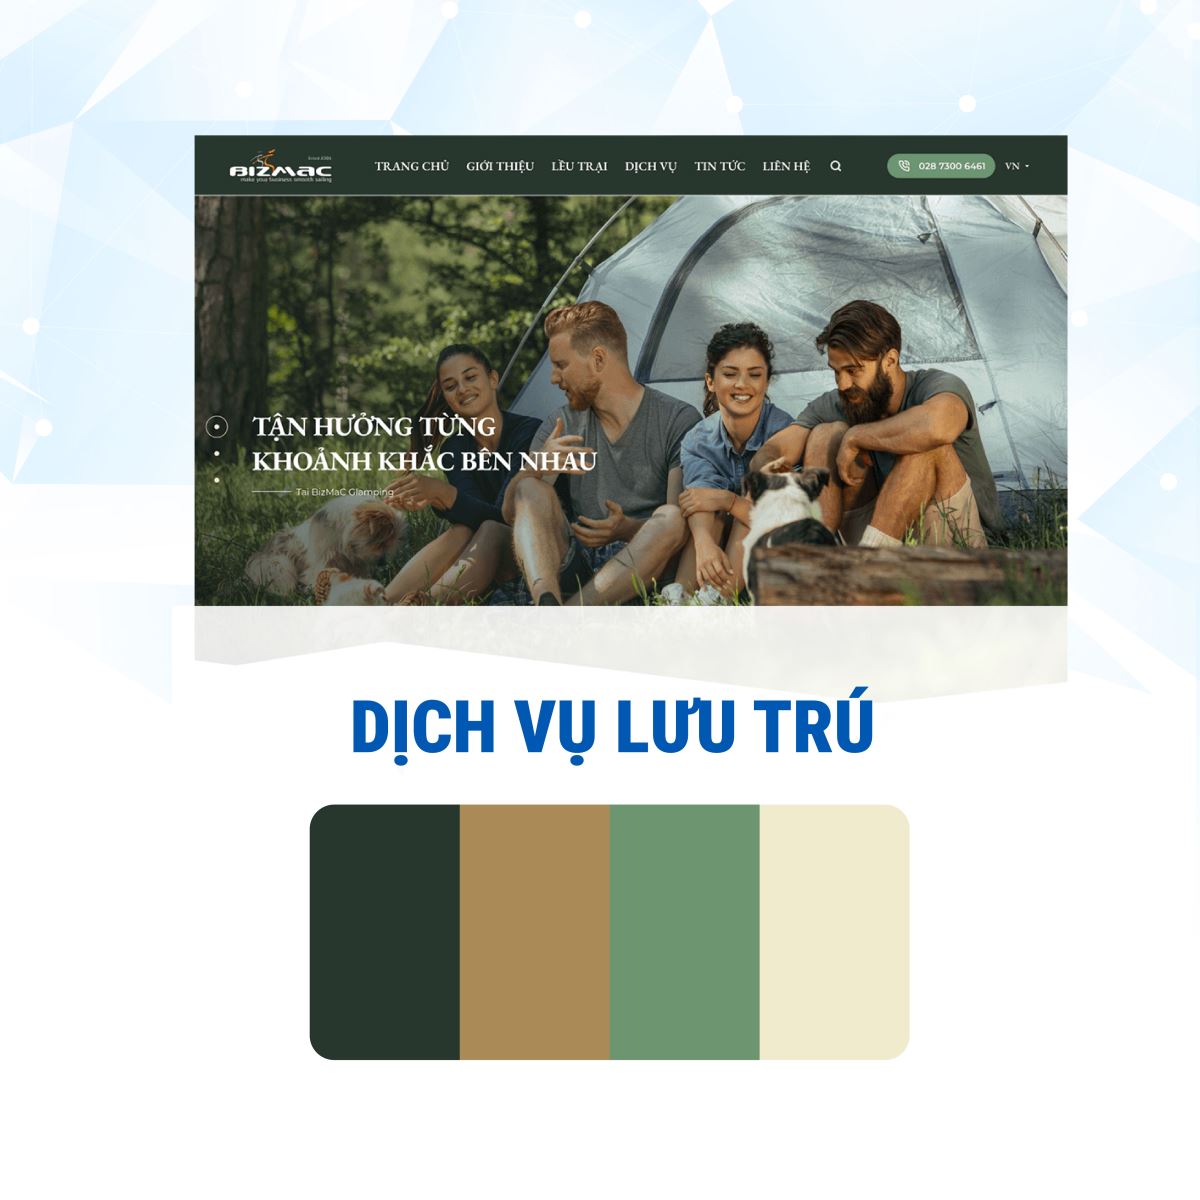 Since 2006
BIZMAC
make your business smooth sailing
TRANG CHỦ GIỚI THIỆU LỀU TRẠI DỊCH VỤ TIN TỨC LIÊN HỆ
028 7300 6461
VN
TẬN HƯỞNG TỪNG
KHOẢNH KHẮC BÊN NHAU
Tại BizMaC Glamping
DỊCH VỤ LƯU TRÚ